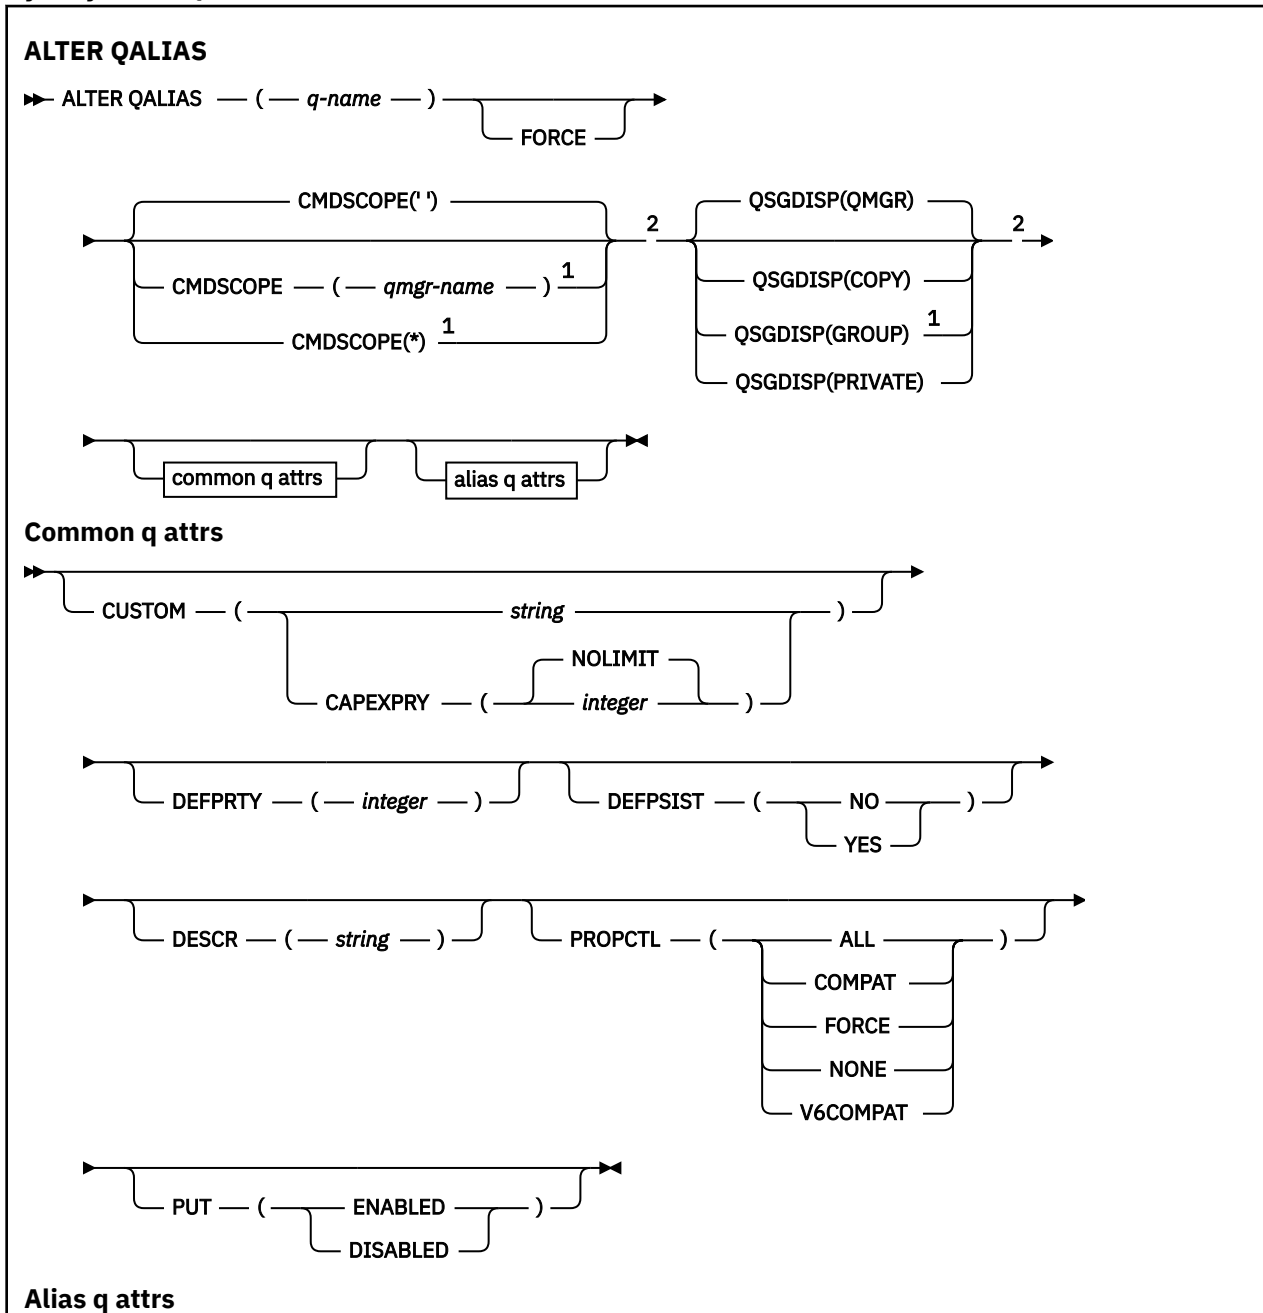 ALTER QALIAS
ALTER QALIAS ( q-name )
FORCE
CMDSCOPE(' ')
CMDSCOPE ( qmgr-name ) 1
CMDSCOPE(*) 1
2
QSGDISP(QMGR)
QSGDISP(COPY)
QSGDISP(GROUP) 1
QSGDISP(PRIVATE)
2
common q attrs
alias q attrs
Common q attrs
CUSTOM ( string )
CAPEXPRY ( NOLIMIT
integer )
DEFPRTY ( integer )
DEFPSIST ( NO )
YES
DESCR ( string )
PROPCTL ( ALL )
COMPAT
FORCE
NONE
V6COMPAT
PUT ( ENABLED )
DISABLED
Alias q attrs